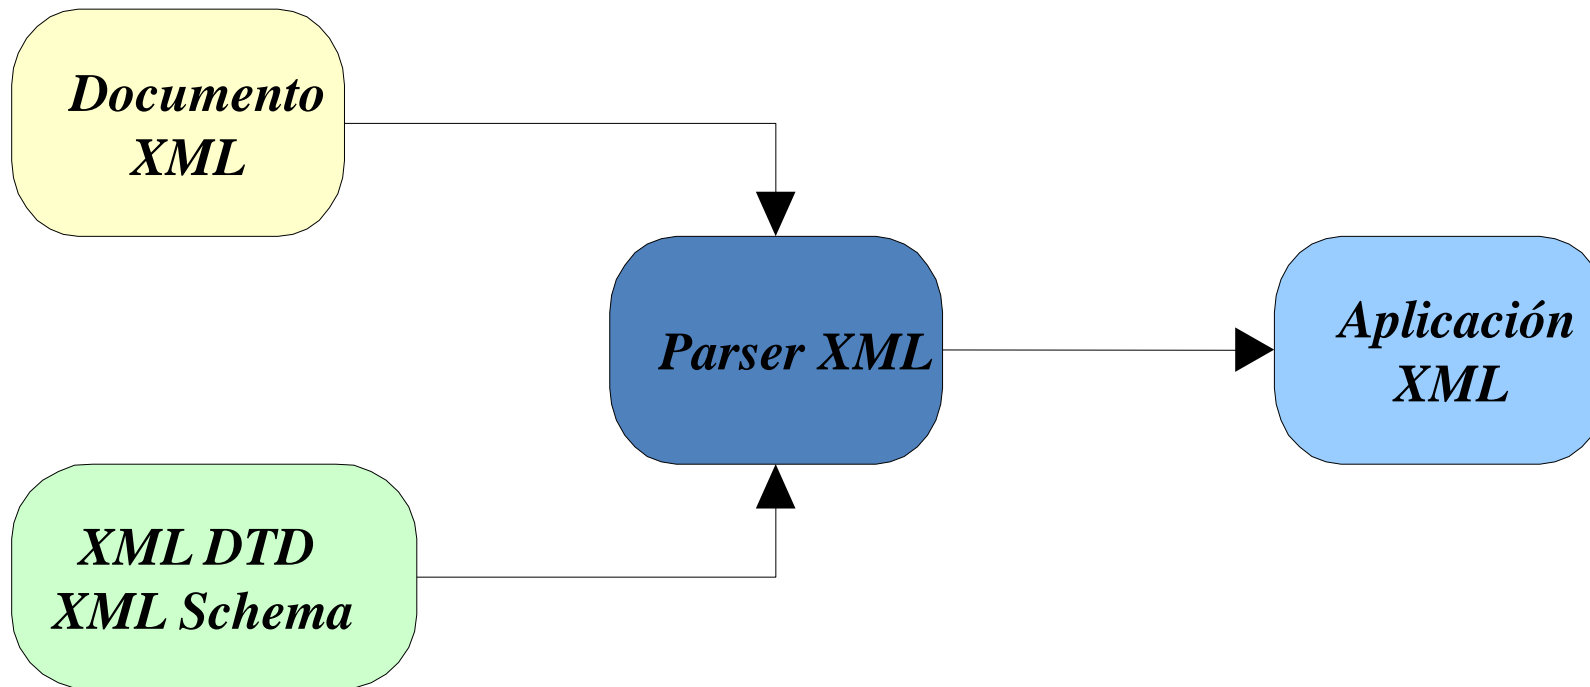 Documento
XML
Parser XML
Aplicación
XML
XML DTD
XML Schema